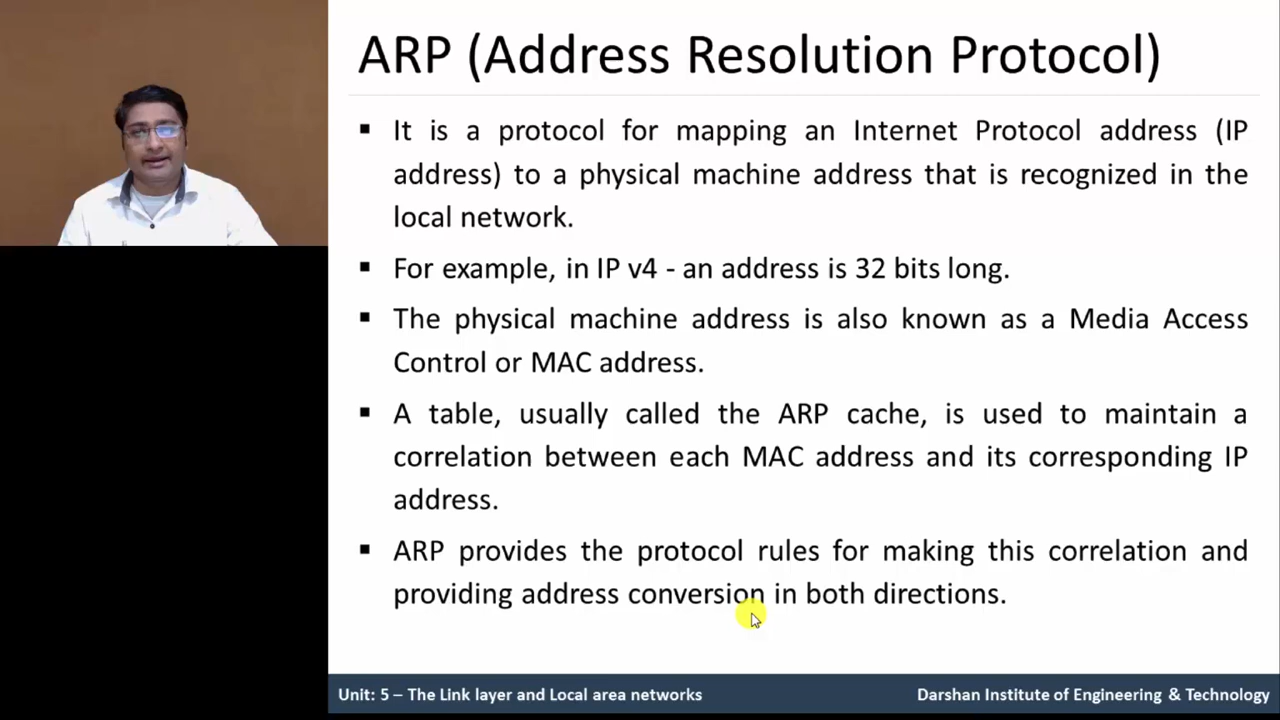 ARP (Address Resolution Protocol)
▪ It is a protocol for mapping an Internet Protocol address (IP
address) to a physical machine address that is recognized in the
local network.
▪ For example, in IP v4 - an address is 32 bits long.
▪ The physical machine address is also known as a Media Access
Control or MAC address.
▪ A table, usually called the ARP cache, is used to maintain a
correlation between each MAC address and its corresponding IP
address.
▪ ARP provides the protocol rules for making this correlation and
providing address conversion in both directions.
Unit: 5 – The Link layer and Local area networks
Darshan Institute of Engineering & Technology